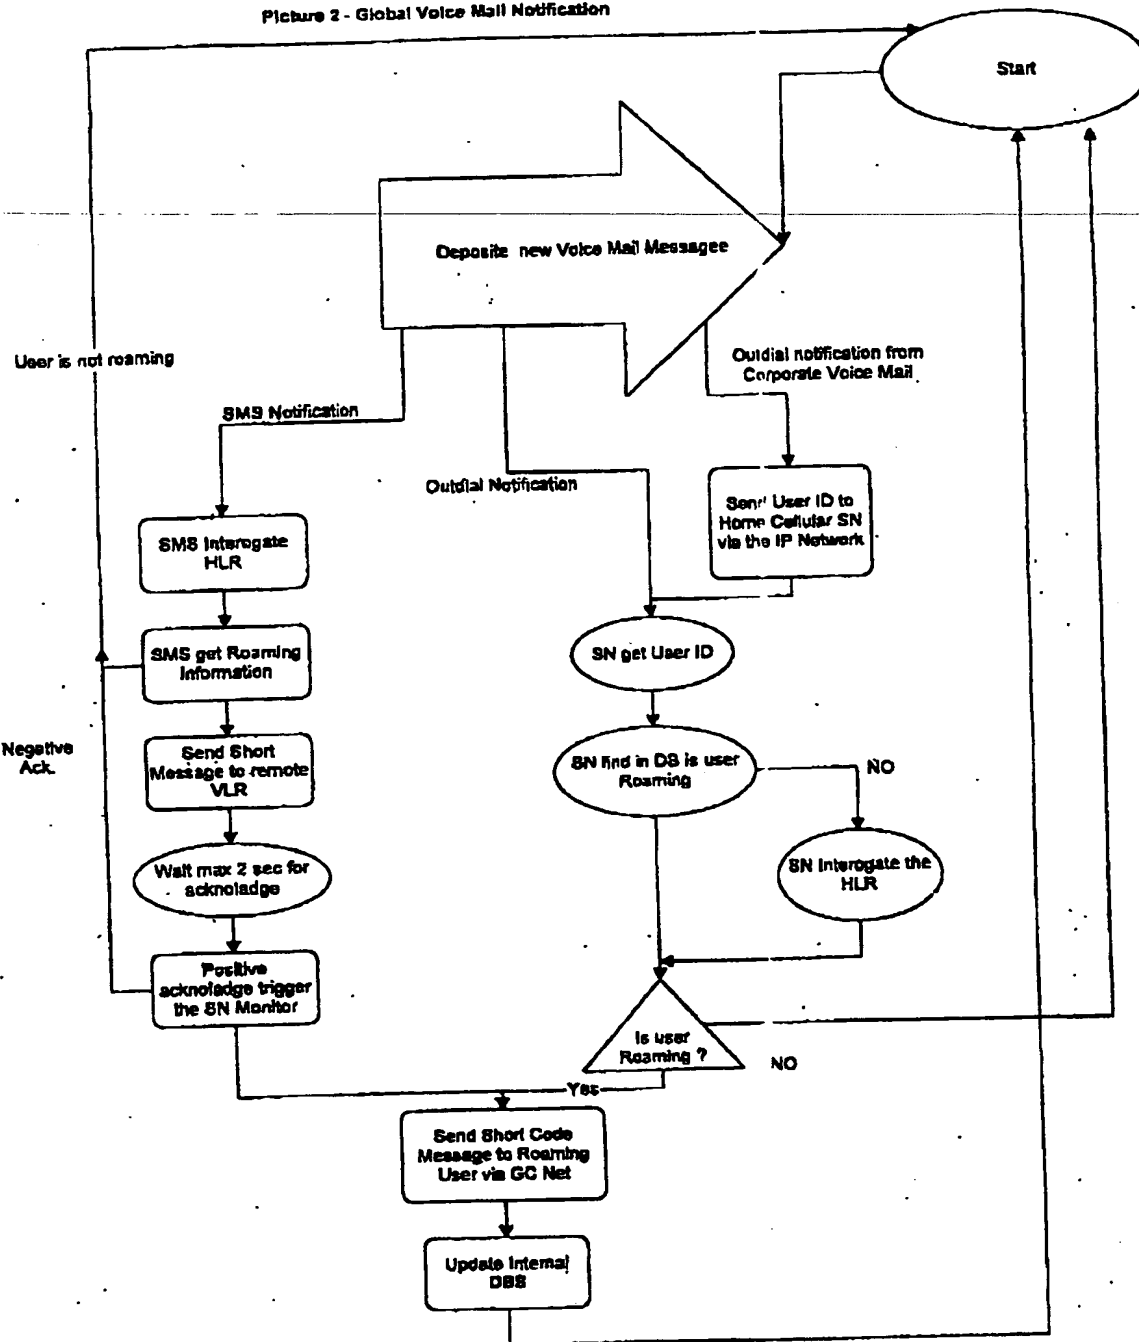 Picture 2 - Global Voice Mail Notification
Start
Deposite new Voice Mail Messagee
User is not roaming
Outdial notification from
Corporate Voice Mail
SMS Notification
Outdial Notification
Send User ID to
Home Cellular SN
via the IP Network
SMS Interogate
HLR
SN get User ID
SMS get Roaming
Information
Negative
Ack.
Send Short
Message to remote
VLR
SN find in DS is user
Roaming
NO
Wait max 2 sec for
acknoladge
SN Interogate the
HLR
Positive
acknoladge trigger
the SN Monitor
Is user
Roaming ?
NO
Yes
Send Short Code
Message to Roaming
User via GC Net
Update Internal
DBS